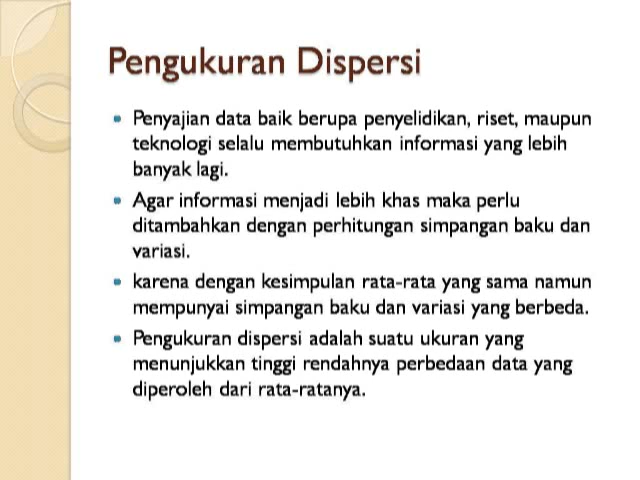 Pengukuran Dispersi
Penyajian data baik berupa penyelidikan, riset, maupun
teknologi selalu membutuhkan informasi yang lebih
banyak lagi.
Agar informasi menjadi lebih khas maka perlu
ditambahkan dengan perhitungan simpangan baku dan
variasi.
karena dengan kesimpulan rata-rata yang sama namun
mempunyai simpangan baku dan variasi yang berbeda.
Pengukuran dispersi adalah suatu ukuran yang
menunjukkan tinggi rendahnya perbedaan data yang
diperoleh dari rata-ratanya.